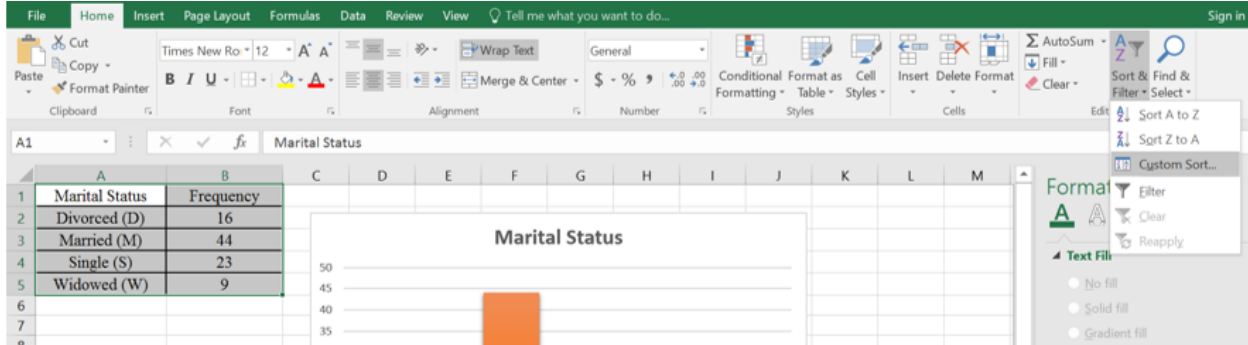 File Home Insert Page Layout Formulas Data Review View Tell me what you want to do... Sign in
Cut
Copy
Format Painter
Paste
Clipboard
Times New Ro 12 A A
B I U A
Font
Wrap Text
Merge & Center
Alignment
General
$ % ,
Number
Conditional Formatting
Format as Table
Cell Styles
Styles
Insert Delete Format
Cells
AutoSum
Fill
Clear
Sort & Filter
Find & Select
Edit
Sort A to Z
Sort Z to A
Custom Sort...
Filter
Clear
Reapply
A1 fx Marital Status
A B C D E F G H I J K L M
1 Marital Status Frequency
2 Divorced (D) 16
3 Married (M) 44
4 Single (S) 23
5 Widowed (W) 9
6
7
Marital Status
50
45
40
35
Format
Text Fill
No fill
Solid fill
Gradient fill